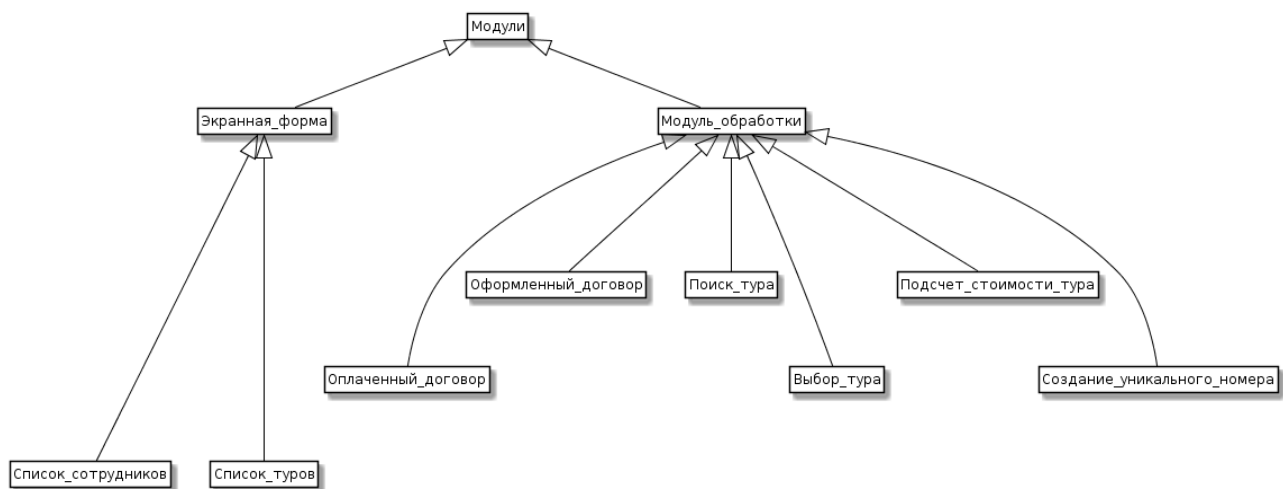 Модули
Экранная_форма
Модуль_обработки
Оформленный_договор
Поиск_тура
Подсчет_стоимости_тура
Оплаченный_договор
Выбор_тура
Создание_уникального_номера
Список_сотрудников
Список_туров